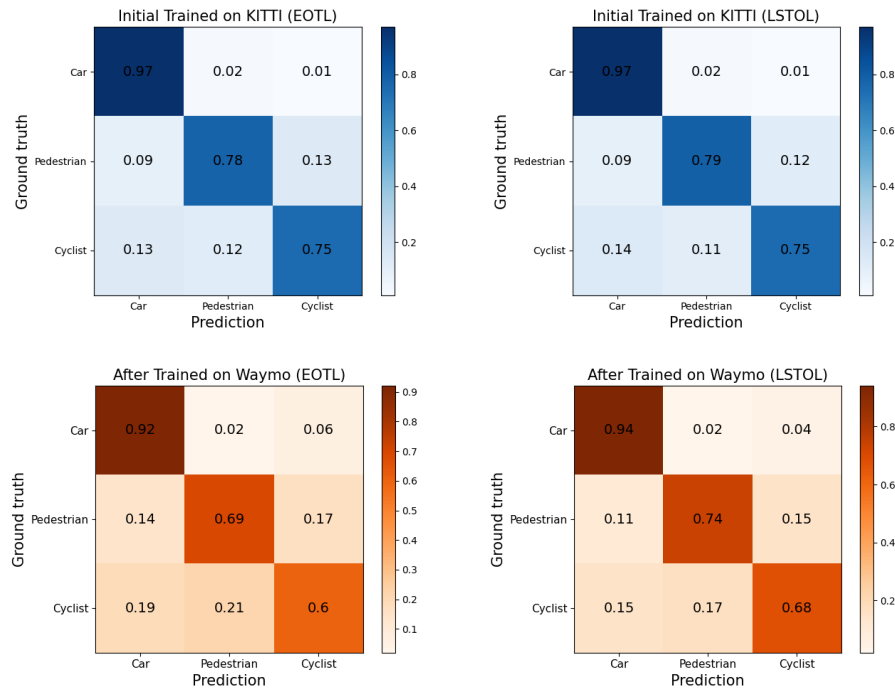 Initial Trained on KITTI (EOTL)
Ground truth
Car
0.97
0.02
0.01
Pedestrian
0.09
0.78
0.13
Cyclist
0.13
0.12
0.75
Car
Pedestrian
Cyclist
Prediction
0.8
0.6
0.4
0.2
Initial Trained on KITTI (LSTOL)
Ground truth
Car
0.97
0.02
0.01
Pedestrian
0.09
0.79
0.12
Cyclist
0.14
0.11
0.75
Car
Pedestrian
Cyclist
Prediction
0.8
0.6
0.4
0.2
After Trained on Waymo (EOTL)
Ground truth
Car
0.92
0.02
0.06
Pedestrian
0.14
0.69
0.17
Cyclist
0.19
0.21
0.6
Car
Pedestrian
Cyclist
Prediction
0.9
0.8
0.7
0.6
0.5
0.4
0.3
0.2
0.1
After Trained on Waymo (LSTOL)
Ground truth
Car
0.94
0.02
0.04
Pedestrian
0.11
0.74
0.15
Cyclist
0.15
0.17
0.68
Car
Pedestrian
Cyclist
Prediction
0.8
0.6
0.4
0.2